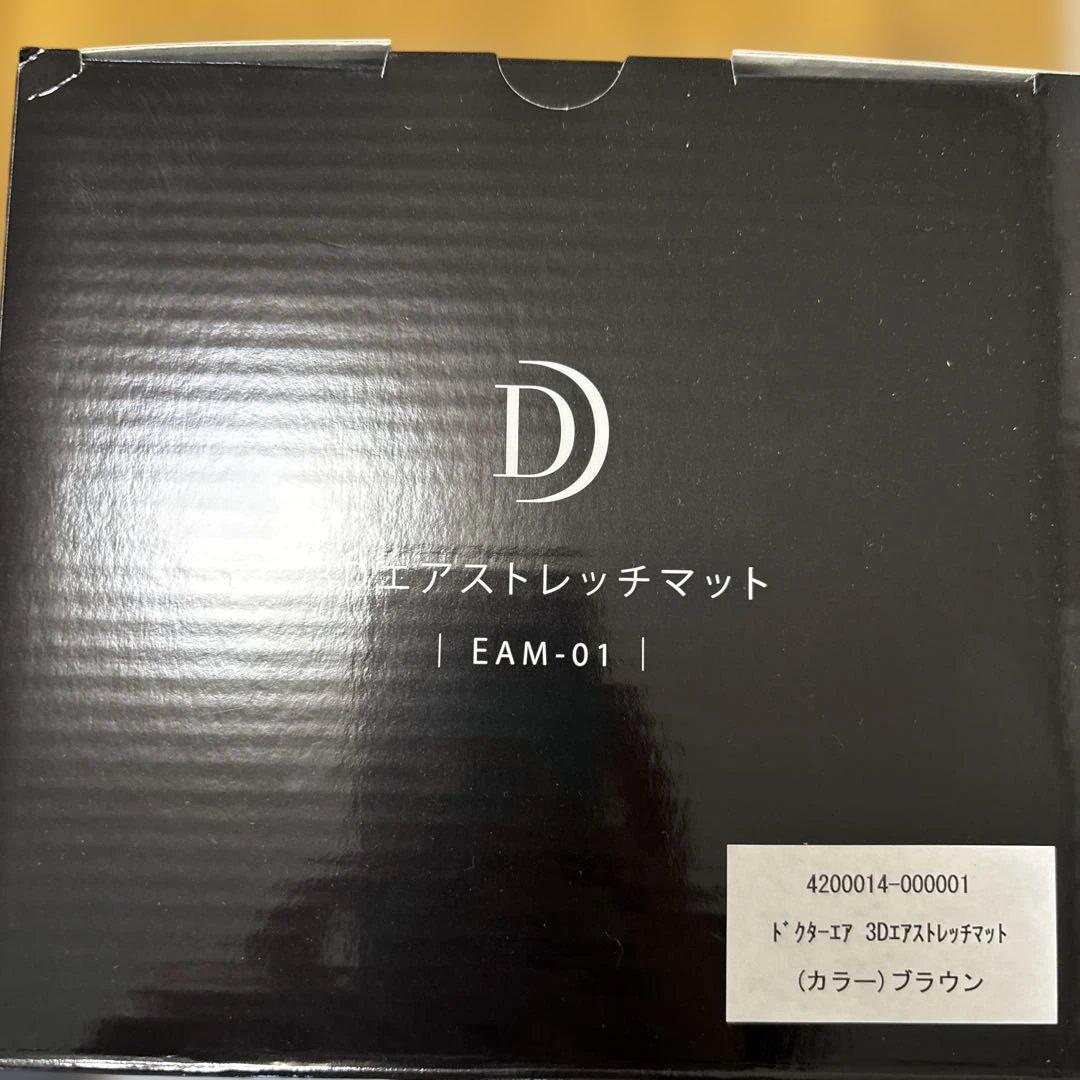 D
エアストレッチマット
| EAM-01 |
4200014-000001
ﾄﾞｸﾀｰｴｱ 3Dｴｱｽﾄﾚｯﾁﾏｯﾄ
(カラー)ブラウン